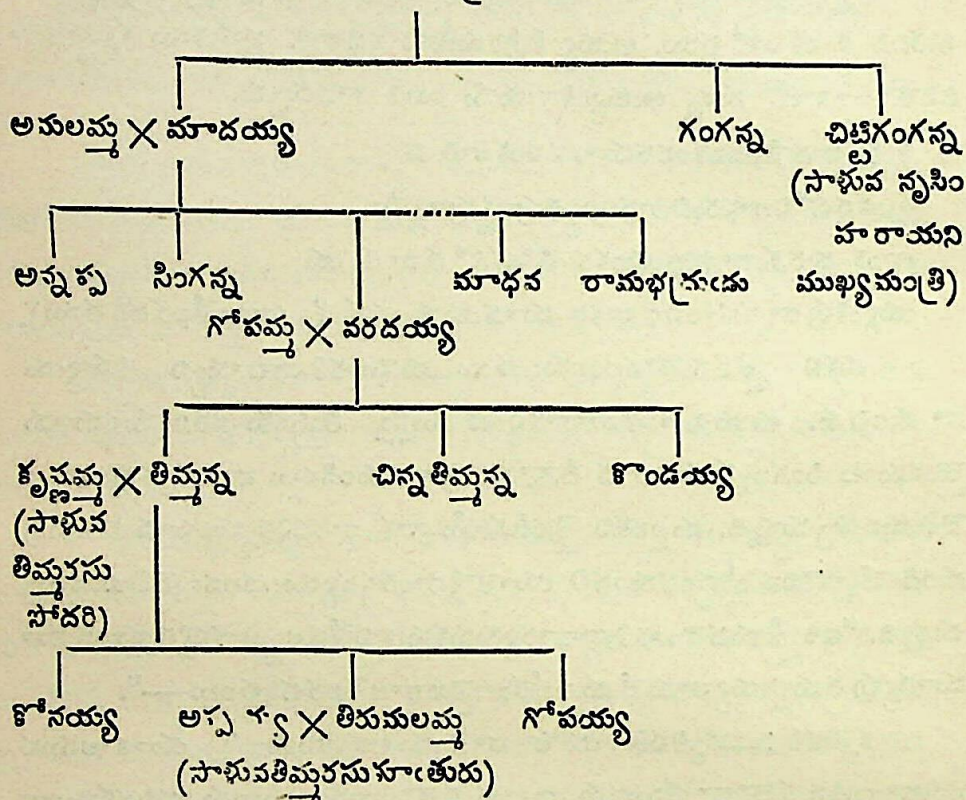 అమలమ్మ X మాదయ్య గంగన్న చిట్టిగంగన్న
(సాళువ నృసిం
హరాయని
అన్నప్ప సింగన్న మాధవ రామభద్రుఁడు ముఖ్యమంత్రి)
గోపమ్మ X వరదయ్య
కృష్ణమ్మ X తిమ్మన్న చిన్నతిమ్మన్న కొండయ్య
(సాళువ
తిమ్మరసు
సోదరి)
కోనయ్య X తిరుమలమ్మ గోపయ్య
(సాళువతిమ్మరసుకూఁతురు)